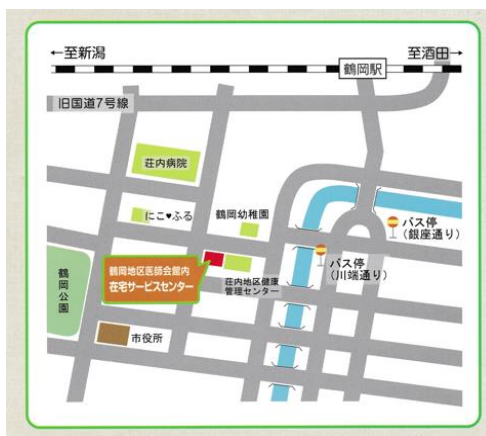 ←至新潟
至酒田→
鶴岡駅
旧国道7号線
荘内病院
にこ♥ふる
鶴岡幼稚園
バス停
(銀座通り)
バス停
(川端通り)
鶴岡地区医師会館内
在宅サービスセンター
荘内地区健康
管理センター
鶴岡公園
市役所